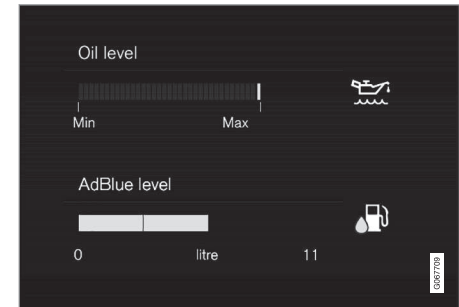 Oil level
Min Max
AdBlue level
0 litre 11
G067709